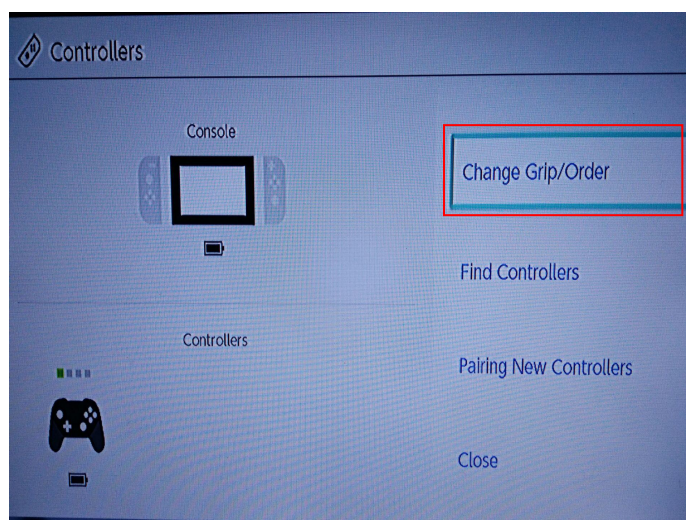 Controllers
Console
Change Grip/Order
Find Controllers
Controllers
Pairing New Controllers
Close